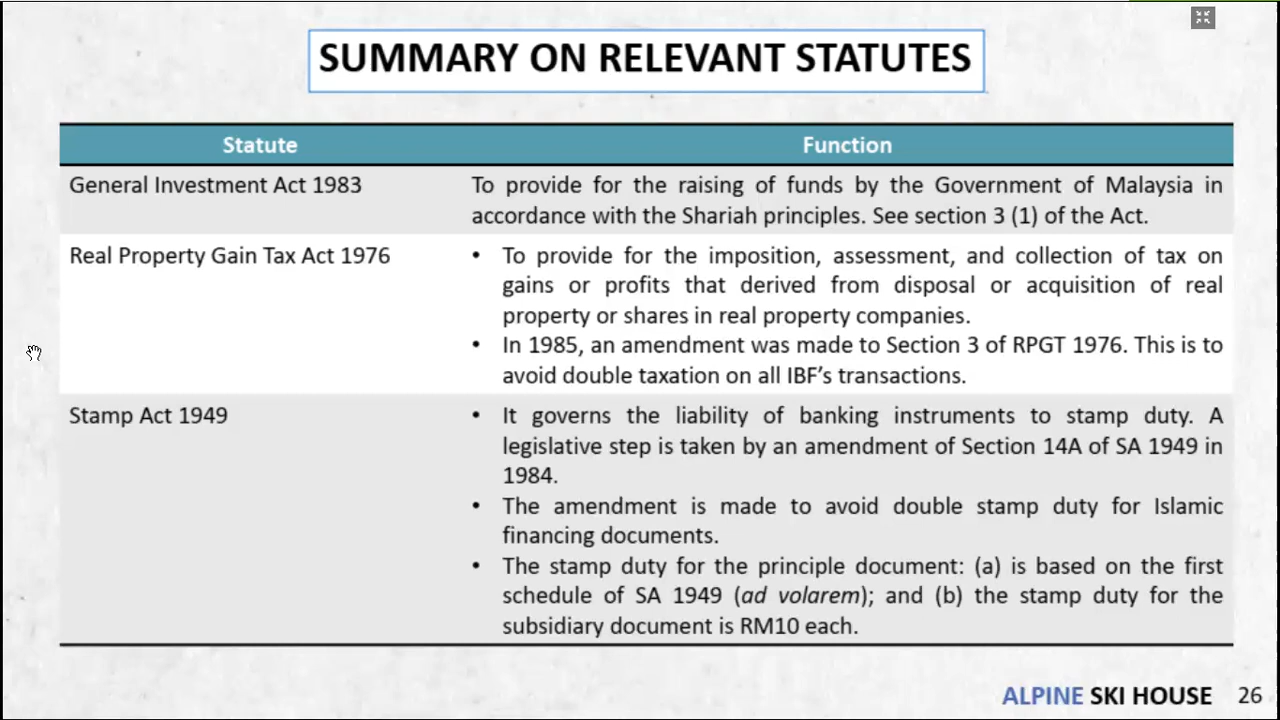 SUMMARY ON RELEVANT STATUTES
Statute
Function
General Investment Act 1983
To provide for the raising of funds by the Government of Malaysia in
accordance with the Shariah principles. See section 3 (1) of the Act.
Real Property Gain Tax Act 1976
• To provide for the imposition, assessment, and collection of tax on
gains or profits that derived from disposal or acquisition of real
property or shares in real property companies.
• In 1985, an amendment was made to Section 3 of RPGT 1976. This is to
avoid double taxation on all IBF's transactions.
Stamp Act 1949
• It governs the liability of banking instruments to stamp duty. A
legislative step is taken by an amendment of Section 14A of SA 1949 in
1984.
• The amendment is made to avoid double stamp duty for Islamic
financing documents.
• The stamp duty for the principle document: (a) is based on the first
schedule of SA 1949 (ad volarem); and (b) the stamp duty for the
subsidiary document is RM10 each.
ALPINE SKI HOUSE 26